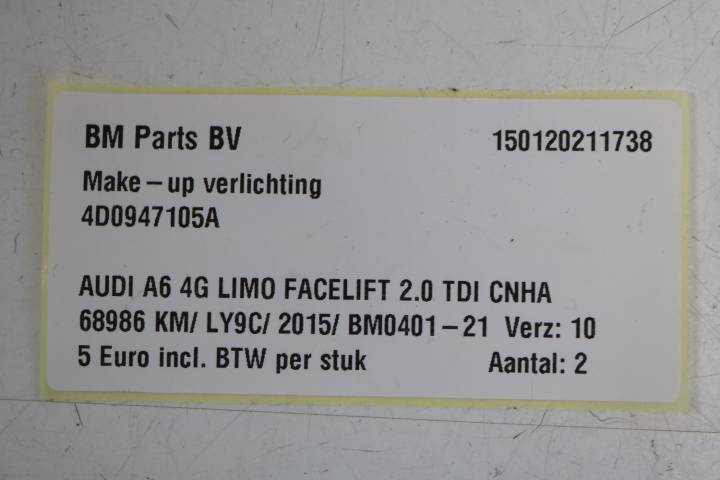 BM Parts BV 150120211738
Make-up verlichting
4D0947105A
AUDI A6 4G LIMO FACELIFT 2.0 TDI CNHA
68986 KM/ LY9C/ 2015/ BM0401-21 Verz: 10
5 Euro incl. BTW per stuk Aantal: 2